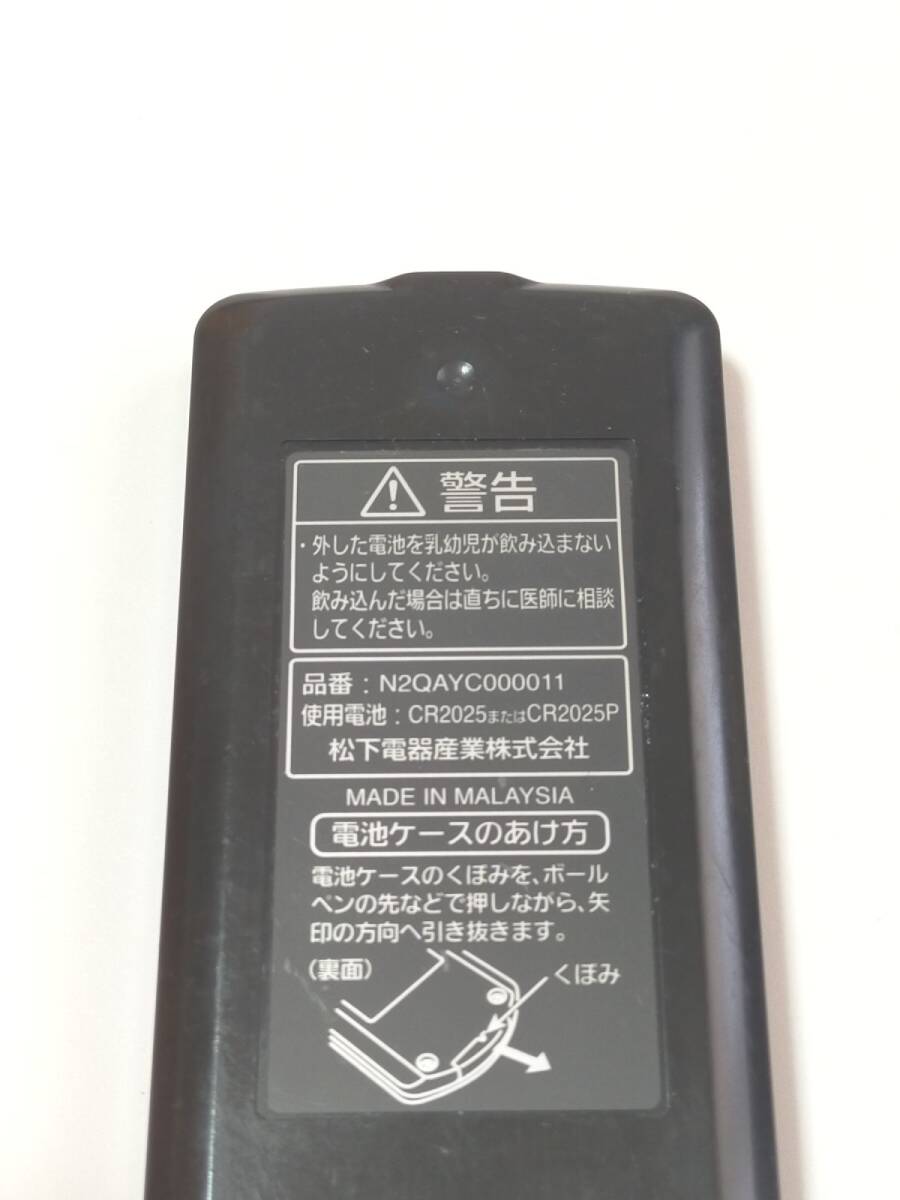 警告
・外した電池を乳幼児が飲み込まない
ようにしてください。
飲み込んだ場合は直ちに医師に相談
してください。
品番：N2QAYC000011
使用電池：CR2025またはCR2025P
松下電器産業株式会社
MADE IN MALAYSIA
電池ケースのあけ方
電池ケースのくぼみを、ボール
ペンの先などで押しながら、矢
印の方向へ引き抜きます。
（裏面）
くぼみ